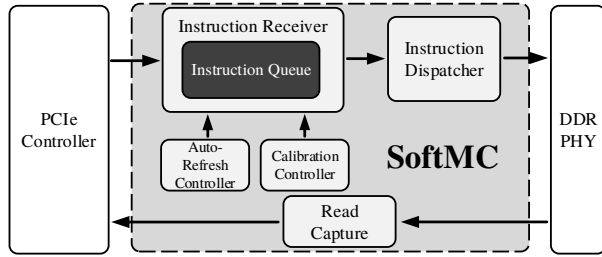 PCIe
Controller
Instruction Receiver
Instruction Queue
Instruction
Dispatcher
DDR
PHY
Auto-
Refresh
Controller
Calibration
Controller
SoftMC
Read
Capture